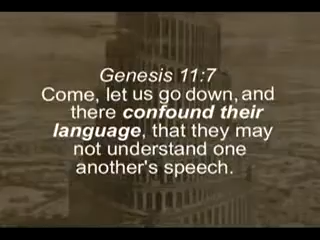 Genesis 11:7
Come, let us go down, and
there confound their
language, that they may
not understand one
another's speech.